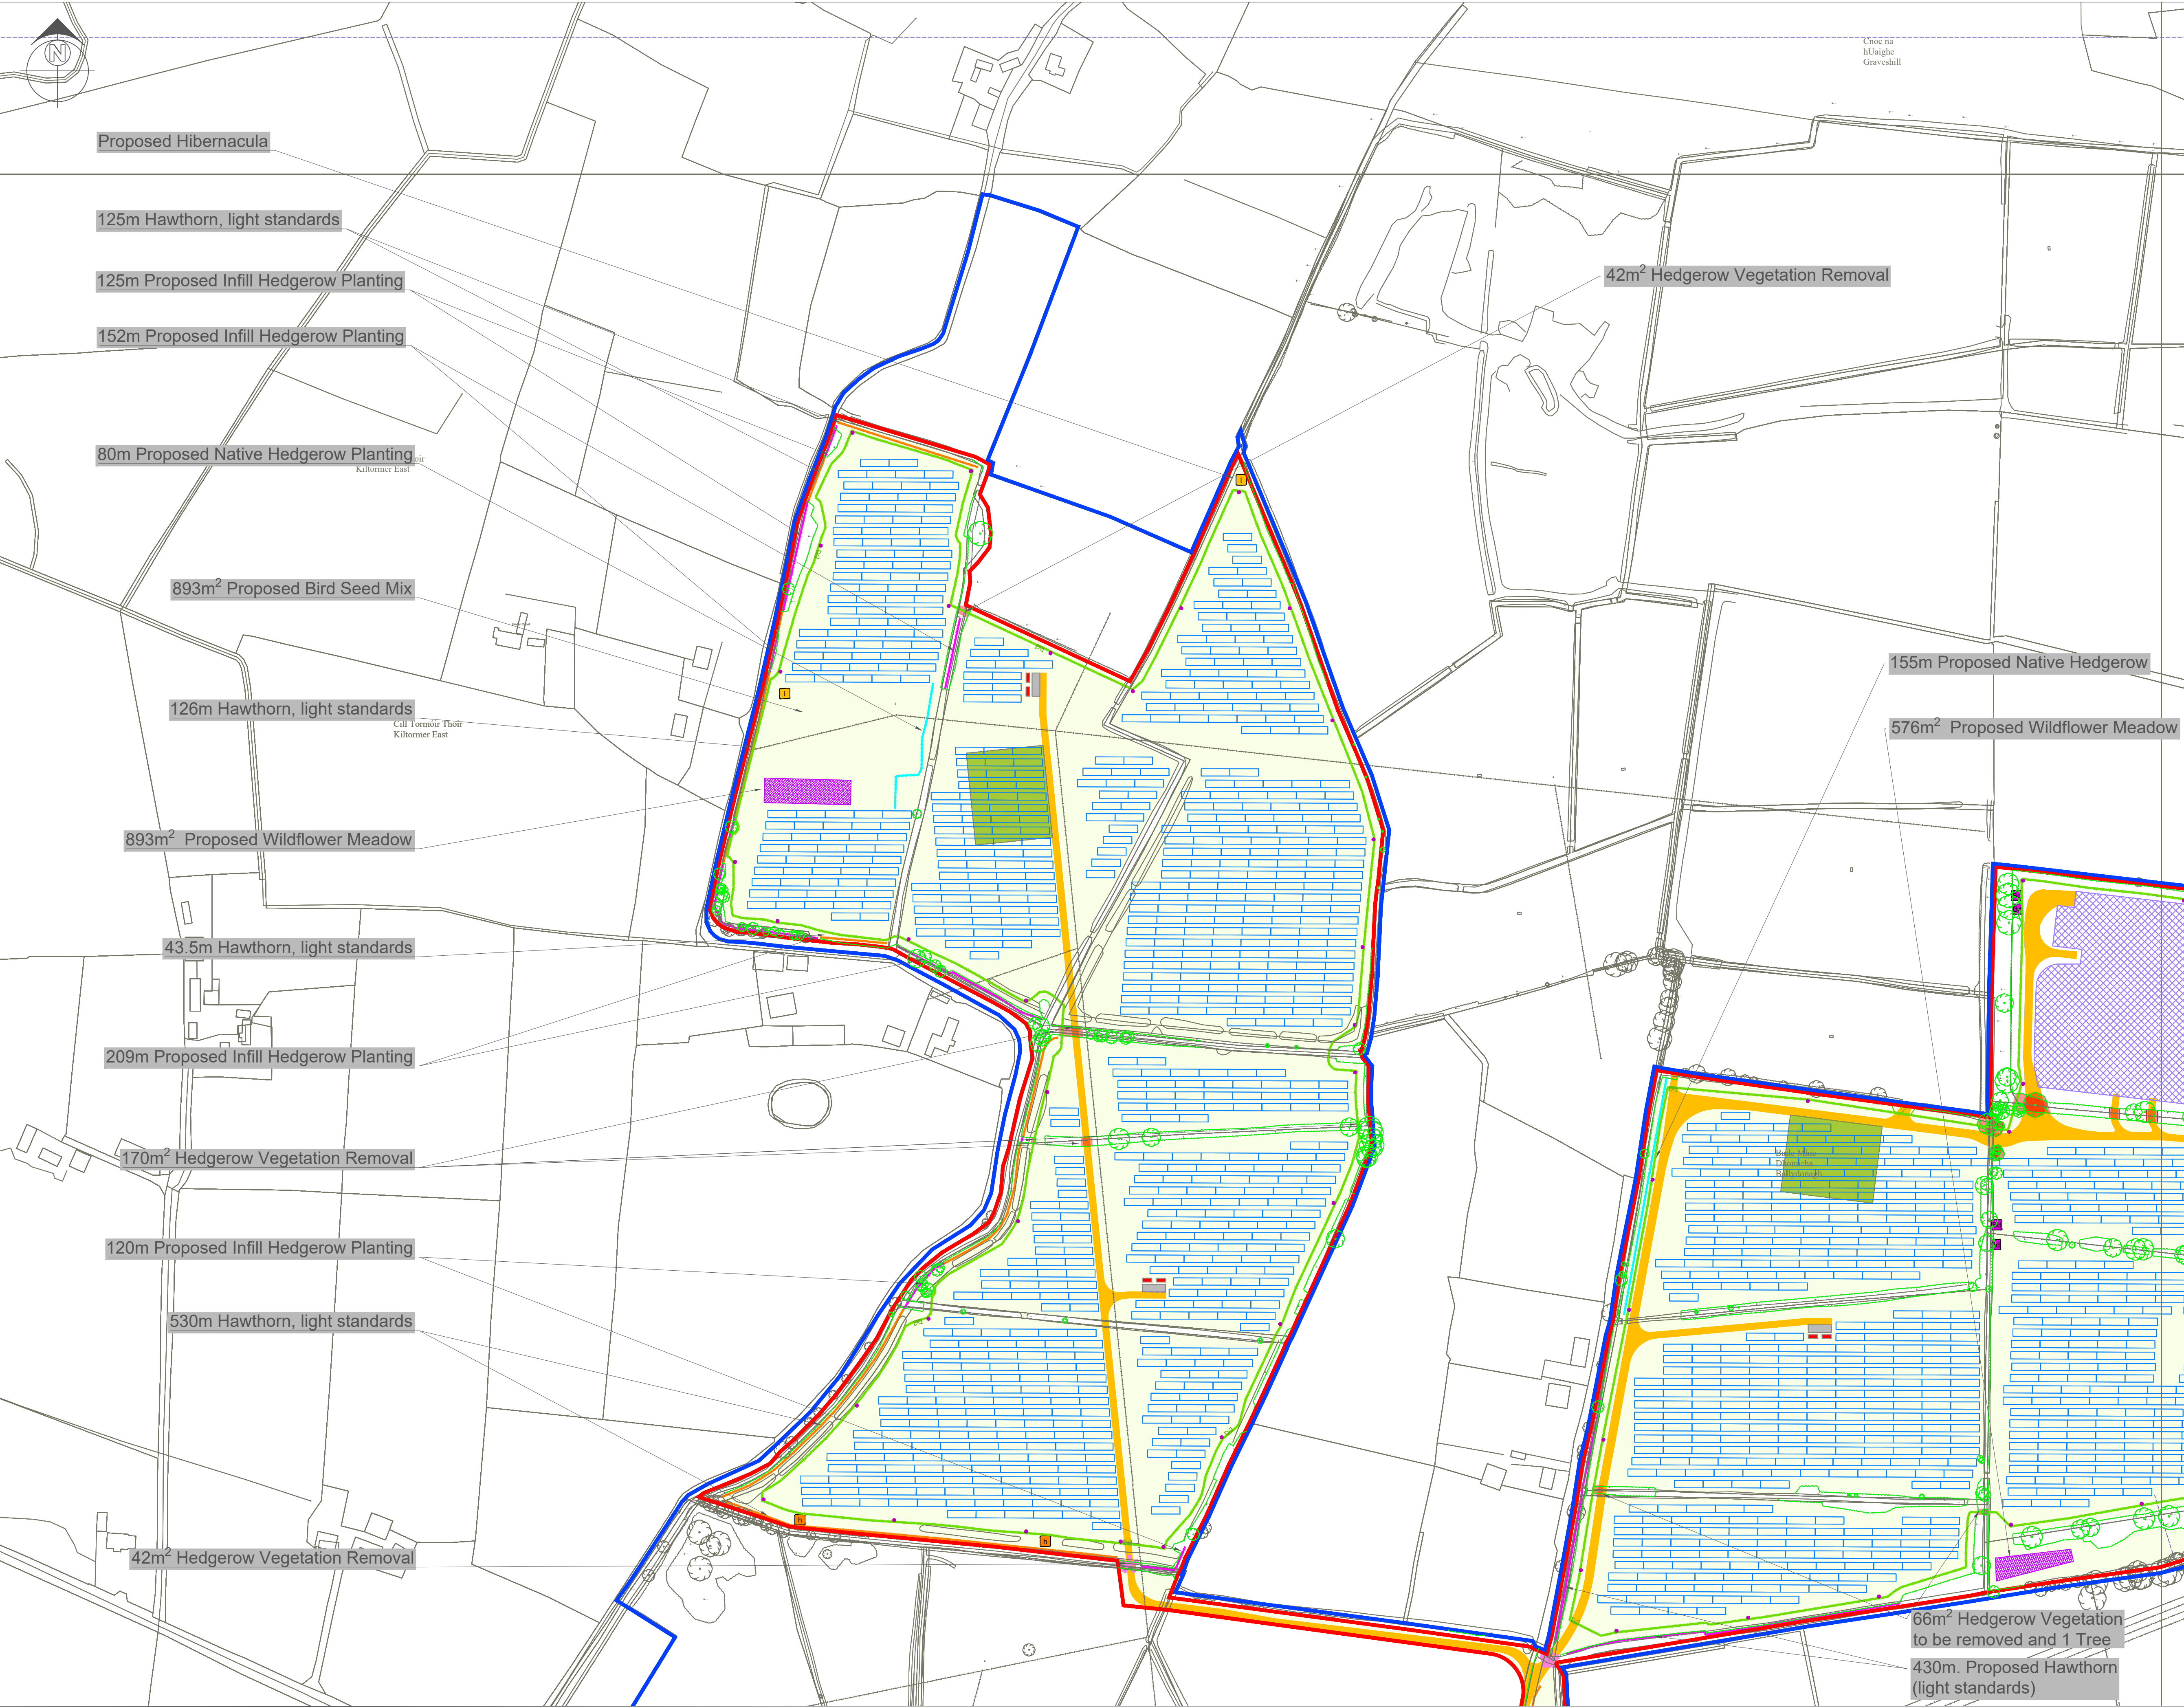 N
Cnoc na
hUaighe
Graveshill
Proposed Hibernacula
125m Hawthorn, light standards
125m Proposed Infill Hedgerow Planting
152m Proposed Infill Hedgerow Planting
80m Proposed Native Hedgerow Planting
oir
Kiltormer East
893m² Proposed Bird Seed Mix
126m Hawthorn, light standards
Cill Tormóir Thoir
Kiltormer East
893m² Proposed Wildflower Meadow
43.5m Hawthorn, light standards
209m Proposed Infill Hedgerow Planting
170m² Hedgerow Vegetation Removal
120m Proposed Infill Hedgerow Planting
530m Hawthorn, light standards
42m² Hedgerow Vegetation Removal
42m² Hedgerow Vegetation Removal
155m Proposed Native Hedgerow
576m² Proposed Wildflower Meadow
Baile Mhic
Dhonncha
Ballydonagh
I
I
h
h
66m² Hedgerow Vegetation
to be removed and 1 Tree
430m. Proposed Hawthorn
(light standards)